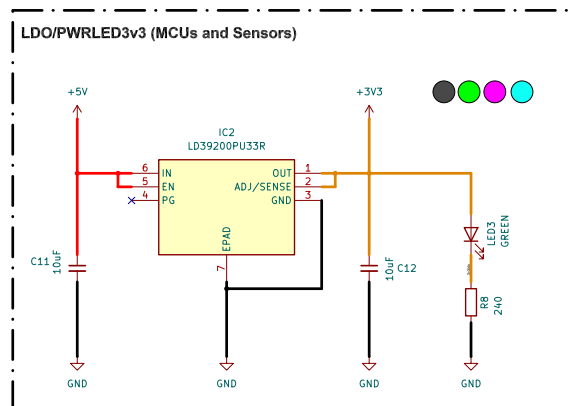 LDO/PWRLED3v3 (MCUs and Sensors)
+5V
+3V3
IC2
LD39200PU33R
6 IN
5 EN
4 PG
OUT 1
ADJ/SENSE 2
GND 3
EPAD
7
C11
10uF
10uF
C12
LED3
GREEN
R8
240
GND
GND
GND
GND